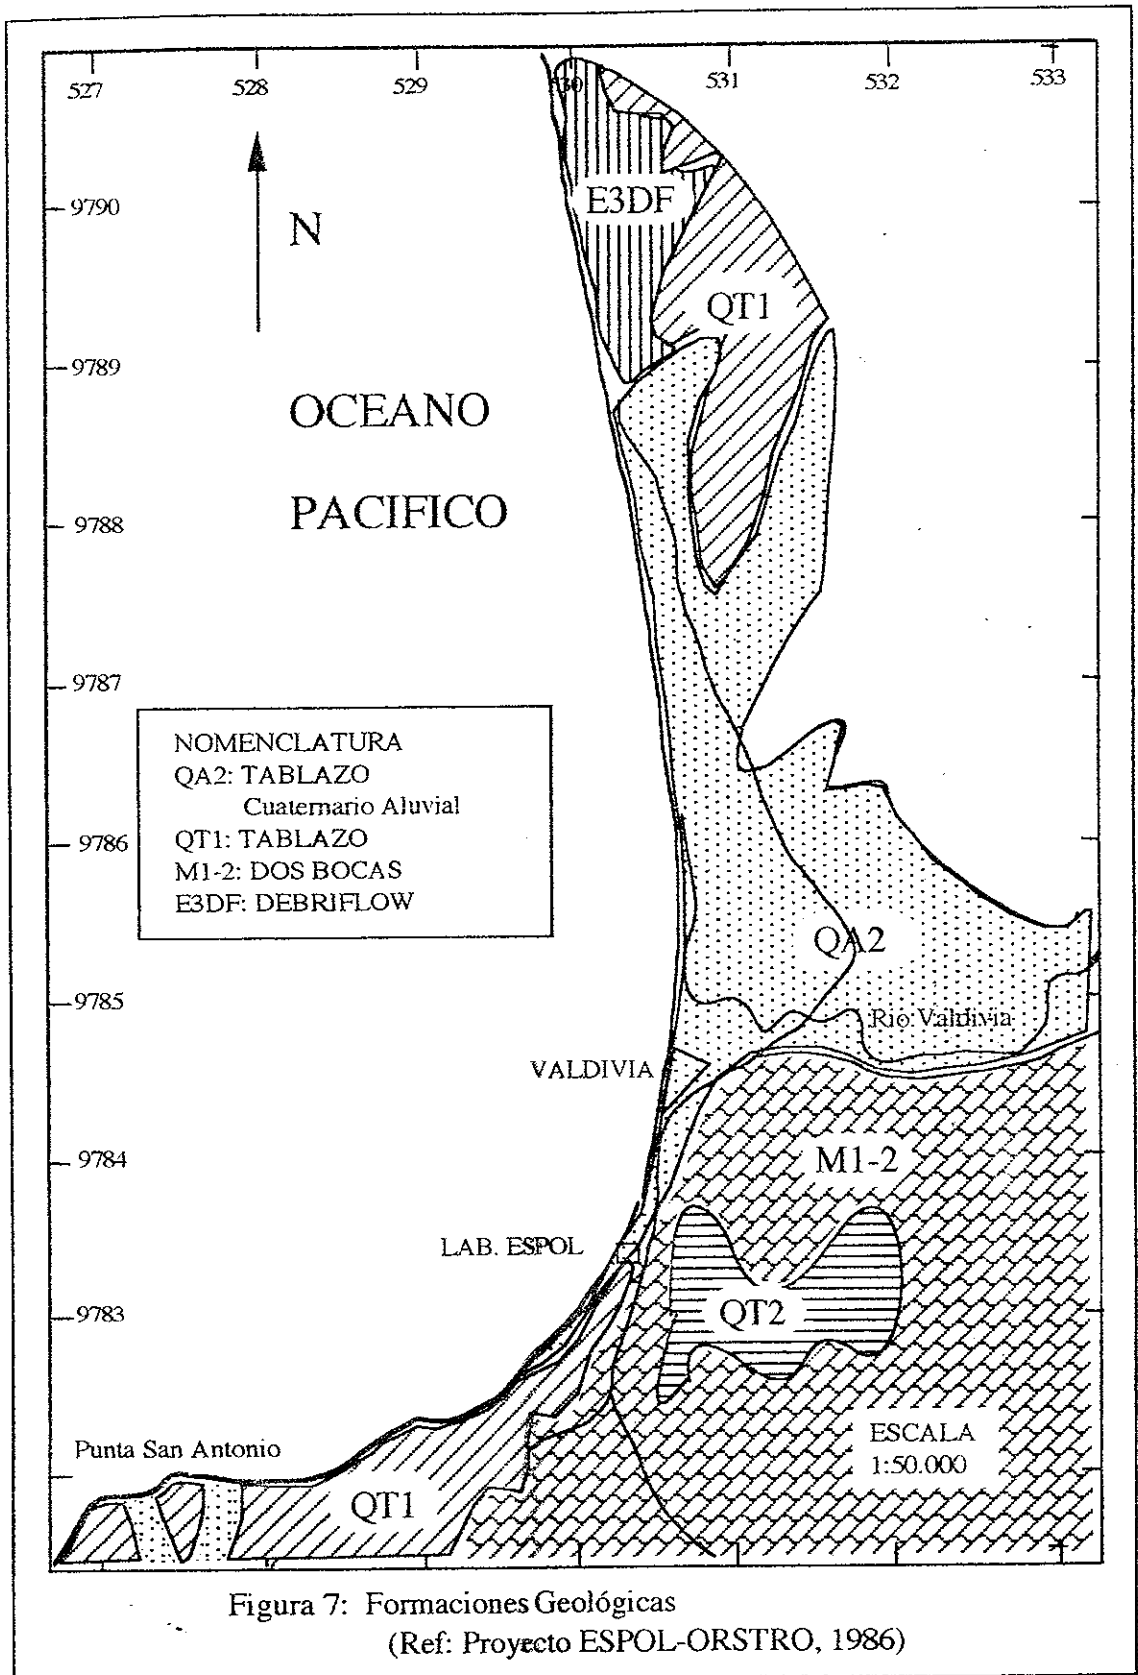 527 528 529 530 531 532 533
9790
9789
9788
9787
9786
9785
9784
9783
N
OCEANO
PACIFICO
E3DF
QT1
NOMENCLATURA
QA2: TABLAZO
Cuaternario Aluvial
QT1: TABLAZO
M1-2: DOS BOCAS
E3DF: DEBRIFLOW
QA2
Rio Valdivia
VALDIVIA
M1-2
LAB. ESPOL
QT2
ESCALA
1:50.000
Punta San Antonio
QT1
Figura 7: Formaciones Geológicas
(Ref: Proyecto ESPOL-ORSTRO, 1986)